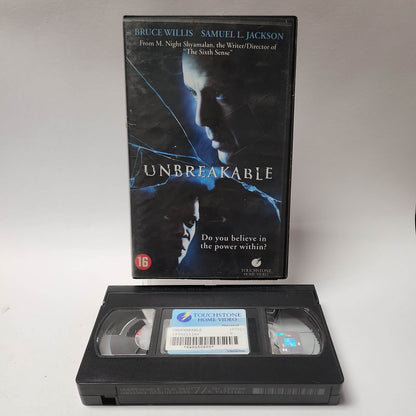 BRUCE WILLIS SAMUEL L. JACKSON
From M. Night Shyamalan, the Writer/Director of
"The Sixth Sense"
UNBREAKABLE
Do you believe in
the power within?
16
TOUCHSTONE
HOME VIDEO
TOUCHSTONE
HOME VIDEO
UNBREAKABLE